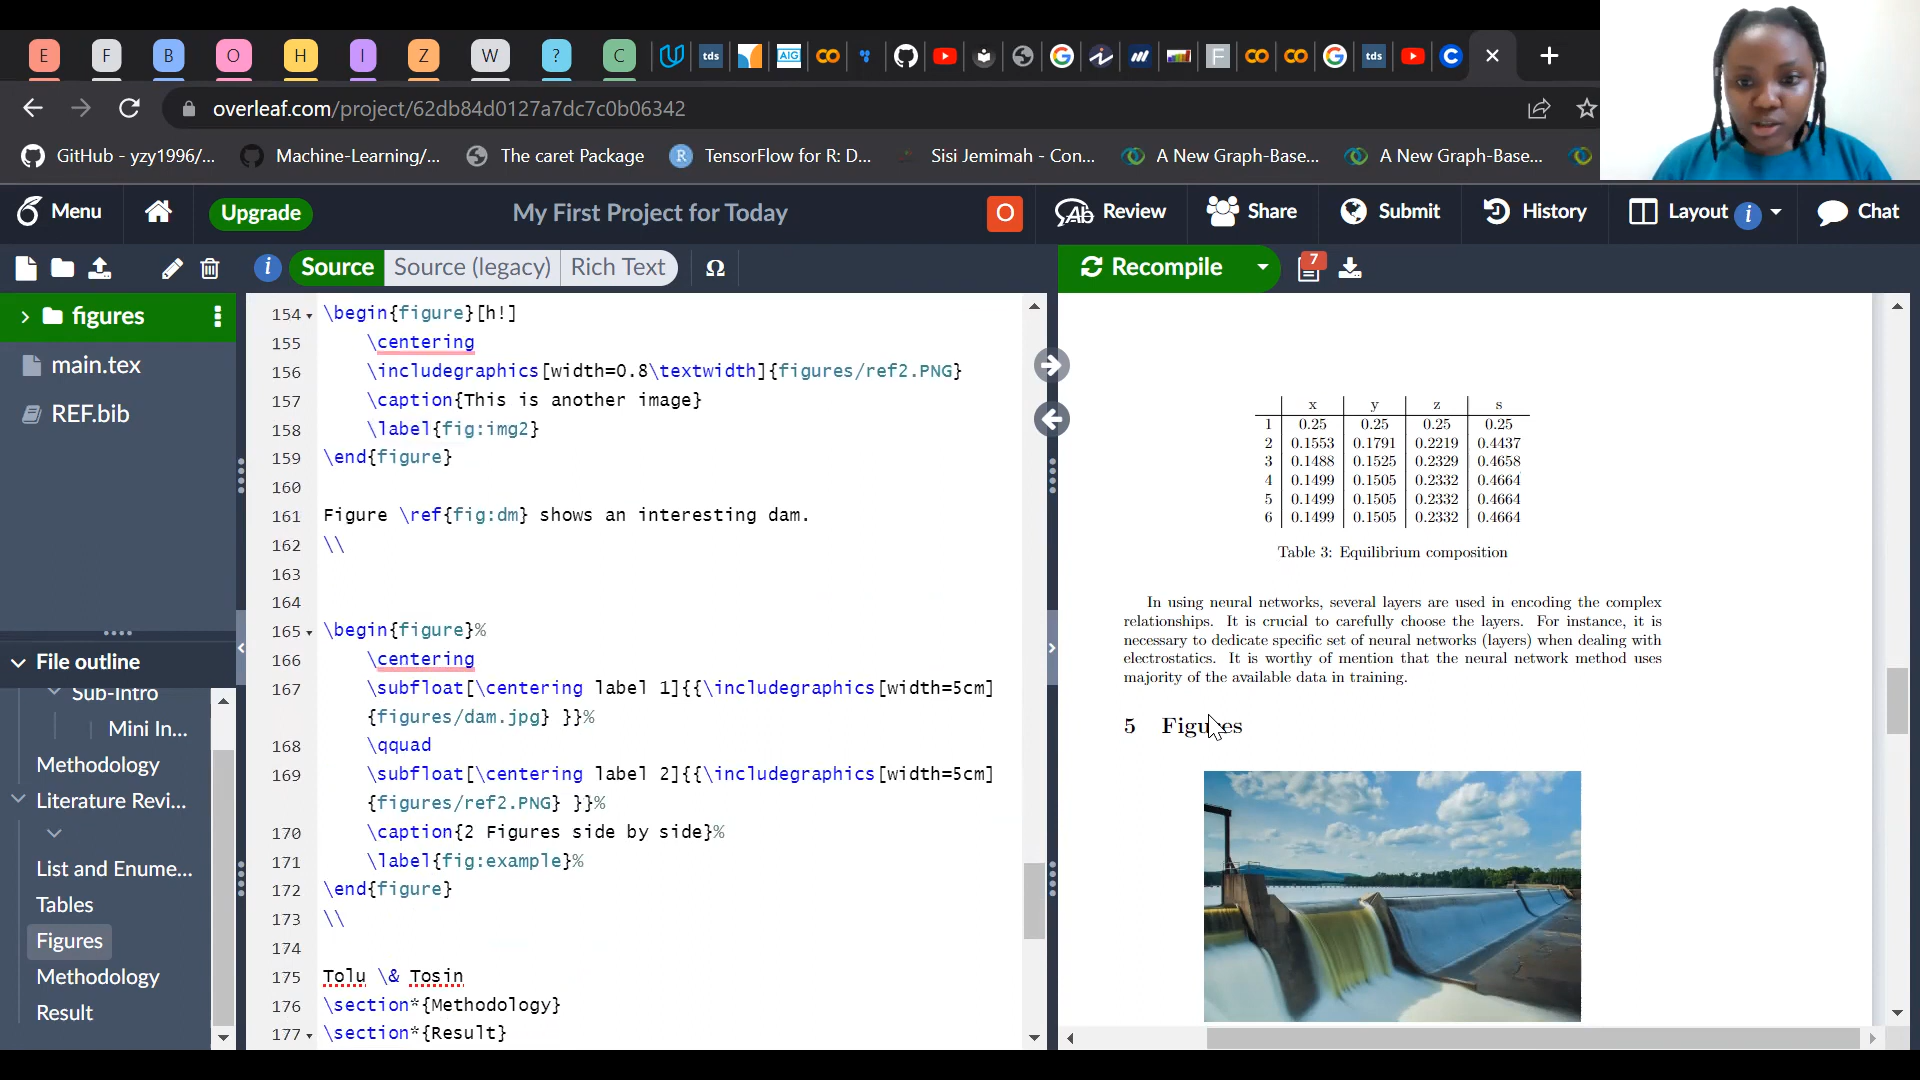 E F B O H I Z W ? C tds AIG F tds C
overleaf.com/project/62db84d0127a7dc7c0b06342
GitHub - yzy1996/... Machine-Learning/... The caret Package R TensorFlow for R: D... Sisi Jemimah - Con... A New Graph-Base... A New Graph-Base...
Menu Upgrade My First Project for Today O Review Share Submit History Layout i Chat
i Source Source (legacy) Rich Text Ω Recompile 7
figures
main.tex
REF.bib
File outline
Sub-Intro
Mini In...
Methodology
Literature Revi...
List and Enume...
Tables
Figures
Methodology
Result
154 \begin{figure}[h!]
155 \centering
156 \includegraphics[width=0.8\textwidth]{figures/ref2.PNG}
157 \caption{This is another image}
158 \label{fig:img2}
159 \end{figure}
160
161 Figure \ref{fig:dm} shows an interesting dam.
162 \\
163
164
165 \begin{figure}%
166 \centering
167 \subfloat[\centering label 1]{{\includegraphics[width=5cm]
{figures/dam.jpg} }}%
168 \qquad
169 \subfloat[\centering label 2]{{\includegraphics[width=5cm]
{figures/ref2.PNG} }}%
170 \caption{2 Figures side by side}%
171 \label{fig:example}%
172 \end{figure}
173 \\
174
175 Tolu \& Tosin
176 \section*{Methodology}
177 \section*{Result}
x y z s
1 0.25 0.25 0.25 0.25
2 0.1553 0.1791 0.2219 0.4437
3 0.1488 0.1525 0.2329 0.4658
4 0.1499 0.1505 0.2332 0.4664
5 0.1499 0.1505 0.2332 0.4664
6 0.1499 0.1505 0.2332 0.4664
Table 3: Equilibrium composition
In using neural networks, several layers are used in encoding the complex
relationships. It is crucial to carefully choose the layers. For instance, it is
necessary to dedicate specific set of neural networks (layers) when dealing with
electrostatics. It is worthy of mention that the neural network method uses
majority of the available data in training.
5 Figures